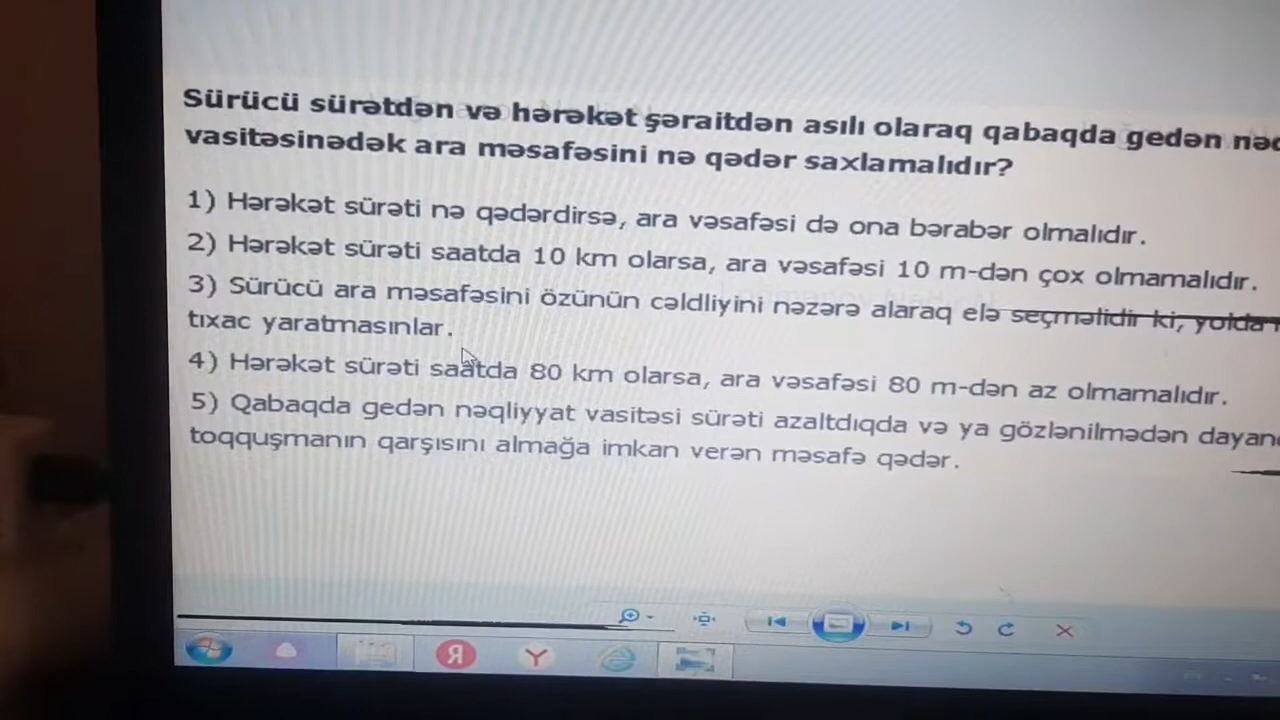 Sürücü sürətdən və hərəkət şəraitdən asılı olaraq qabaqda gedən
vasitəsinədək ara məsafəsini nə qədər saxlamalıdır?
1) Hərəkət sürəti nə qədərdirsə, ara vəsafəsi də ona bərabər olmalıdır.
2) Hərəkət sürəti saatda 10 km olarsa, ara vəsafəsi 10 m-dən çox olmamalıdır.
3) Sürücü ara məsafəsini özünün cəldliyini nəzərə alaraq elə seçməlidir ki, yolda
tıxac yaratmasınlar.
4) Hərəkət sürəti saatda 80 km olarsa, ara vəsafəsi 80 m-dən az olmamalıdır.
5) Qabaqda gedən nəqliyyat vasitəsi sürəti azaltdıqda və ya gözlənilmədən
toqquşmanın qarşısını almağa imkan verən məsafə qədər.